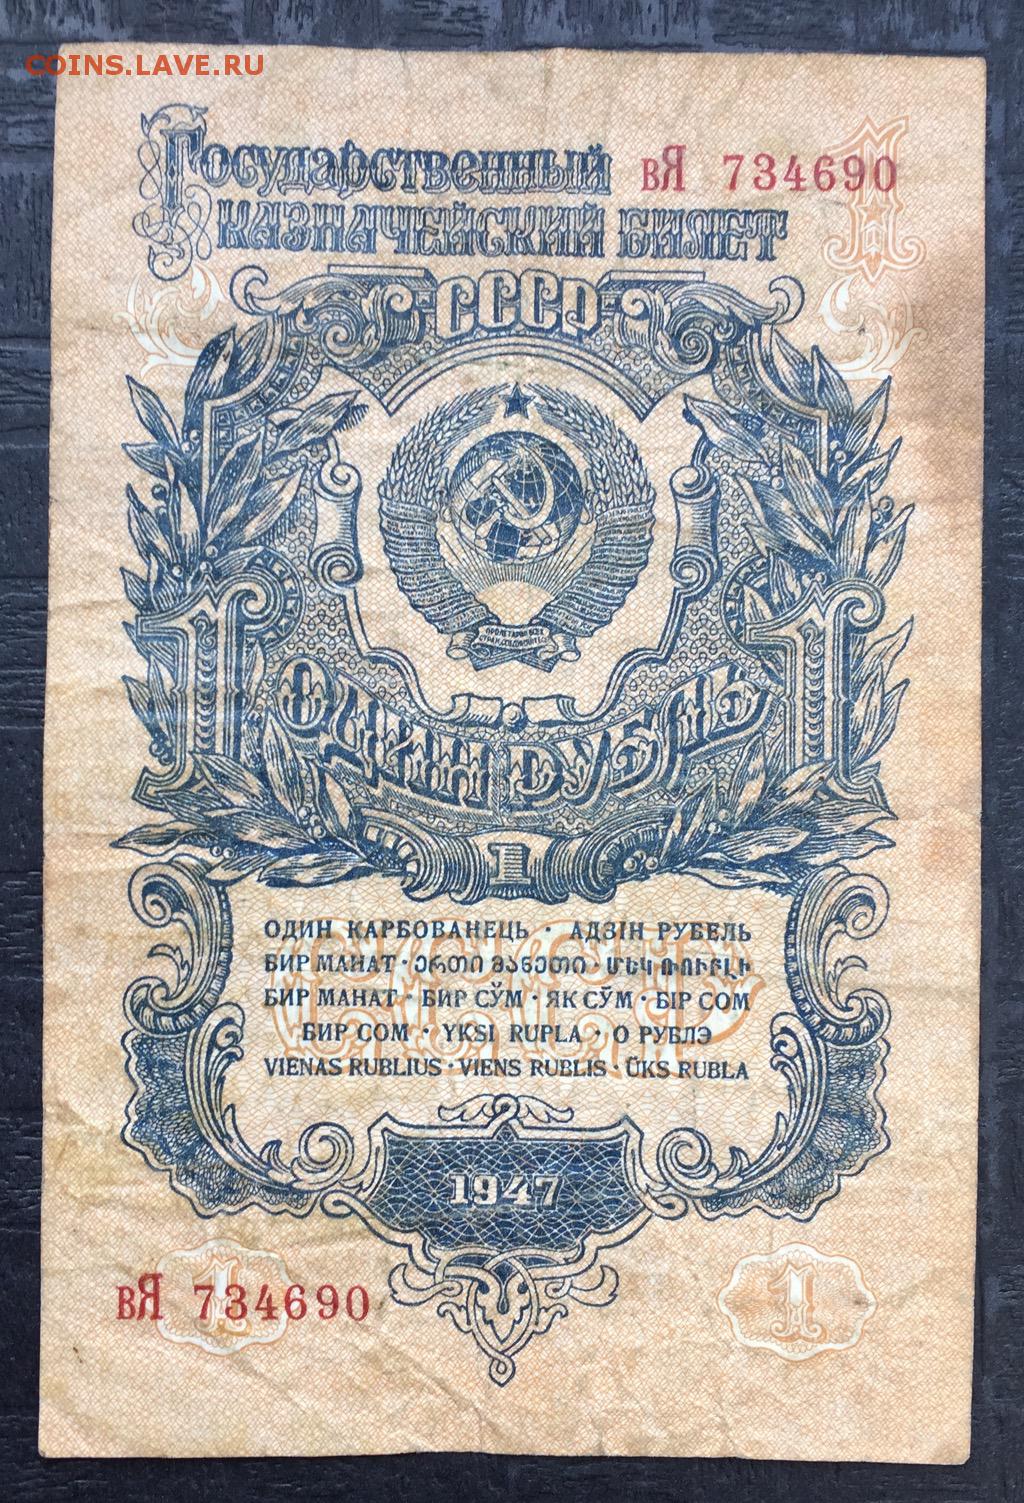 COINS.LAVE.RU
Государственный вЯ 734690
казначейский билет
СССР
1 1
ОДИН РУБЛЬ
1
ОДИН КАРБОВАНЕЦЬ · АДЗІН РУБЕЛЬ
БИР МАНАТ · ᲔᲠᲗᲘ ᲛᲐᲜᲔᲗᲘ · ՄԵԿ ՌՈՒԲԼԻ
БИР МАНАТ · БИР СЎМ · ЯК СӮМ · БІР СОМ
БИР СОМ · YKSI RUPLA · О РУБЛЭ
VIENAS RUBLIUS · VIENS RUBLIS · ÜKS RUBLA
1947
вЯ 734690 1 1